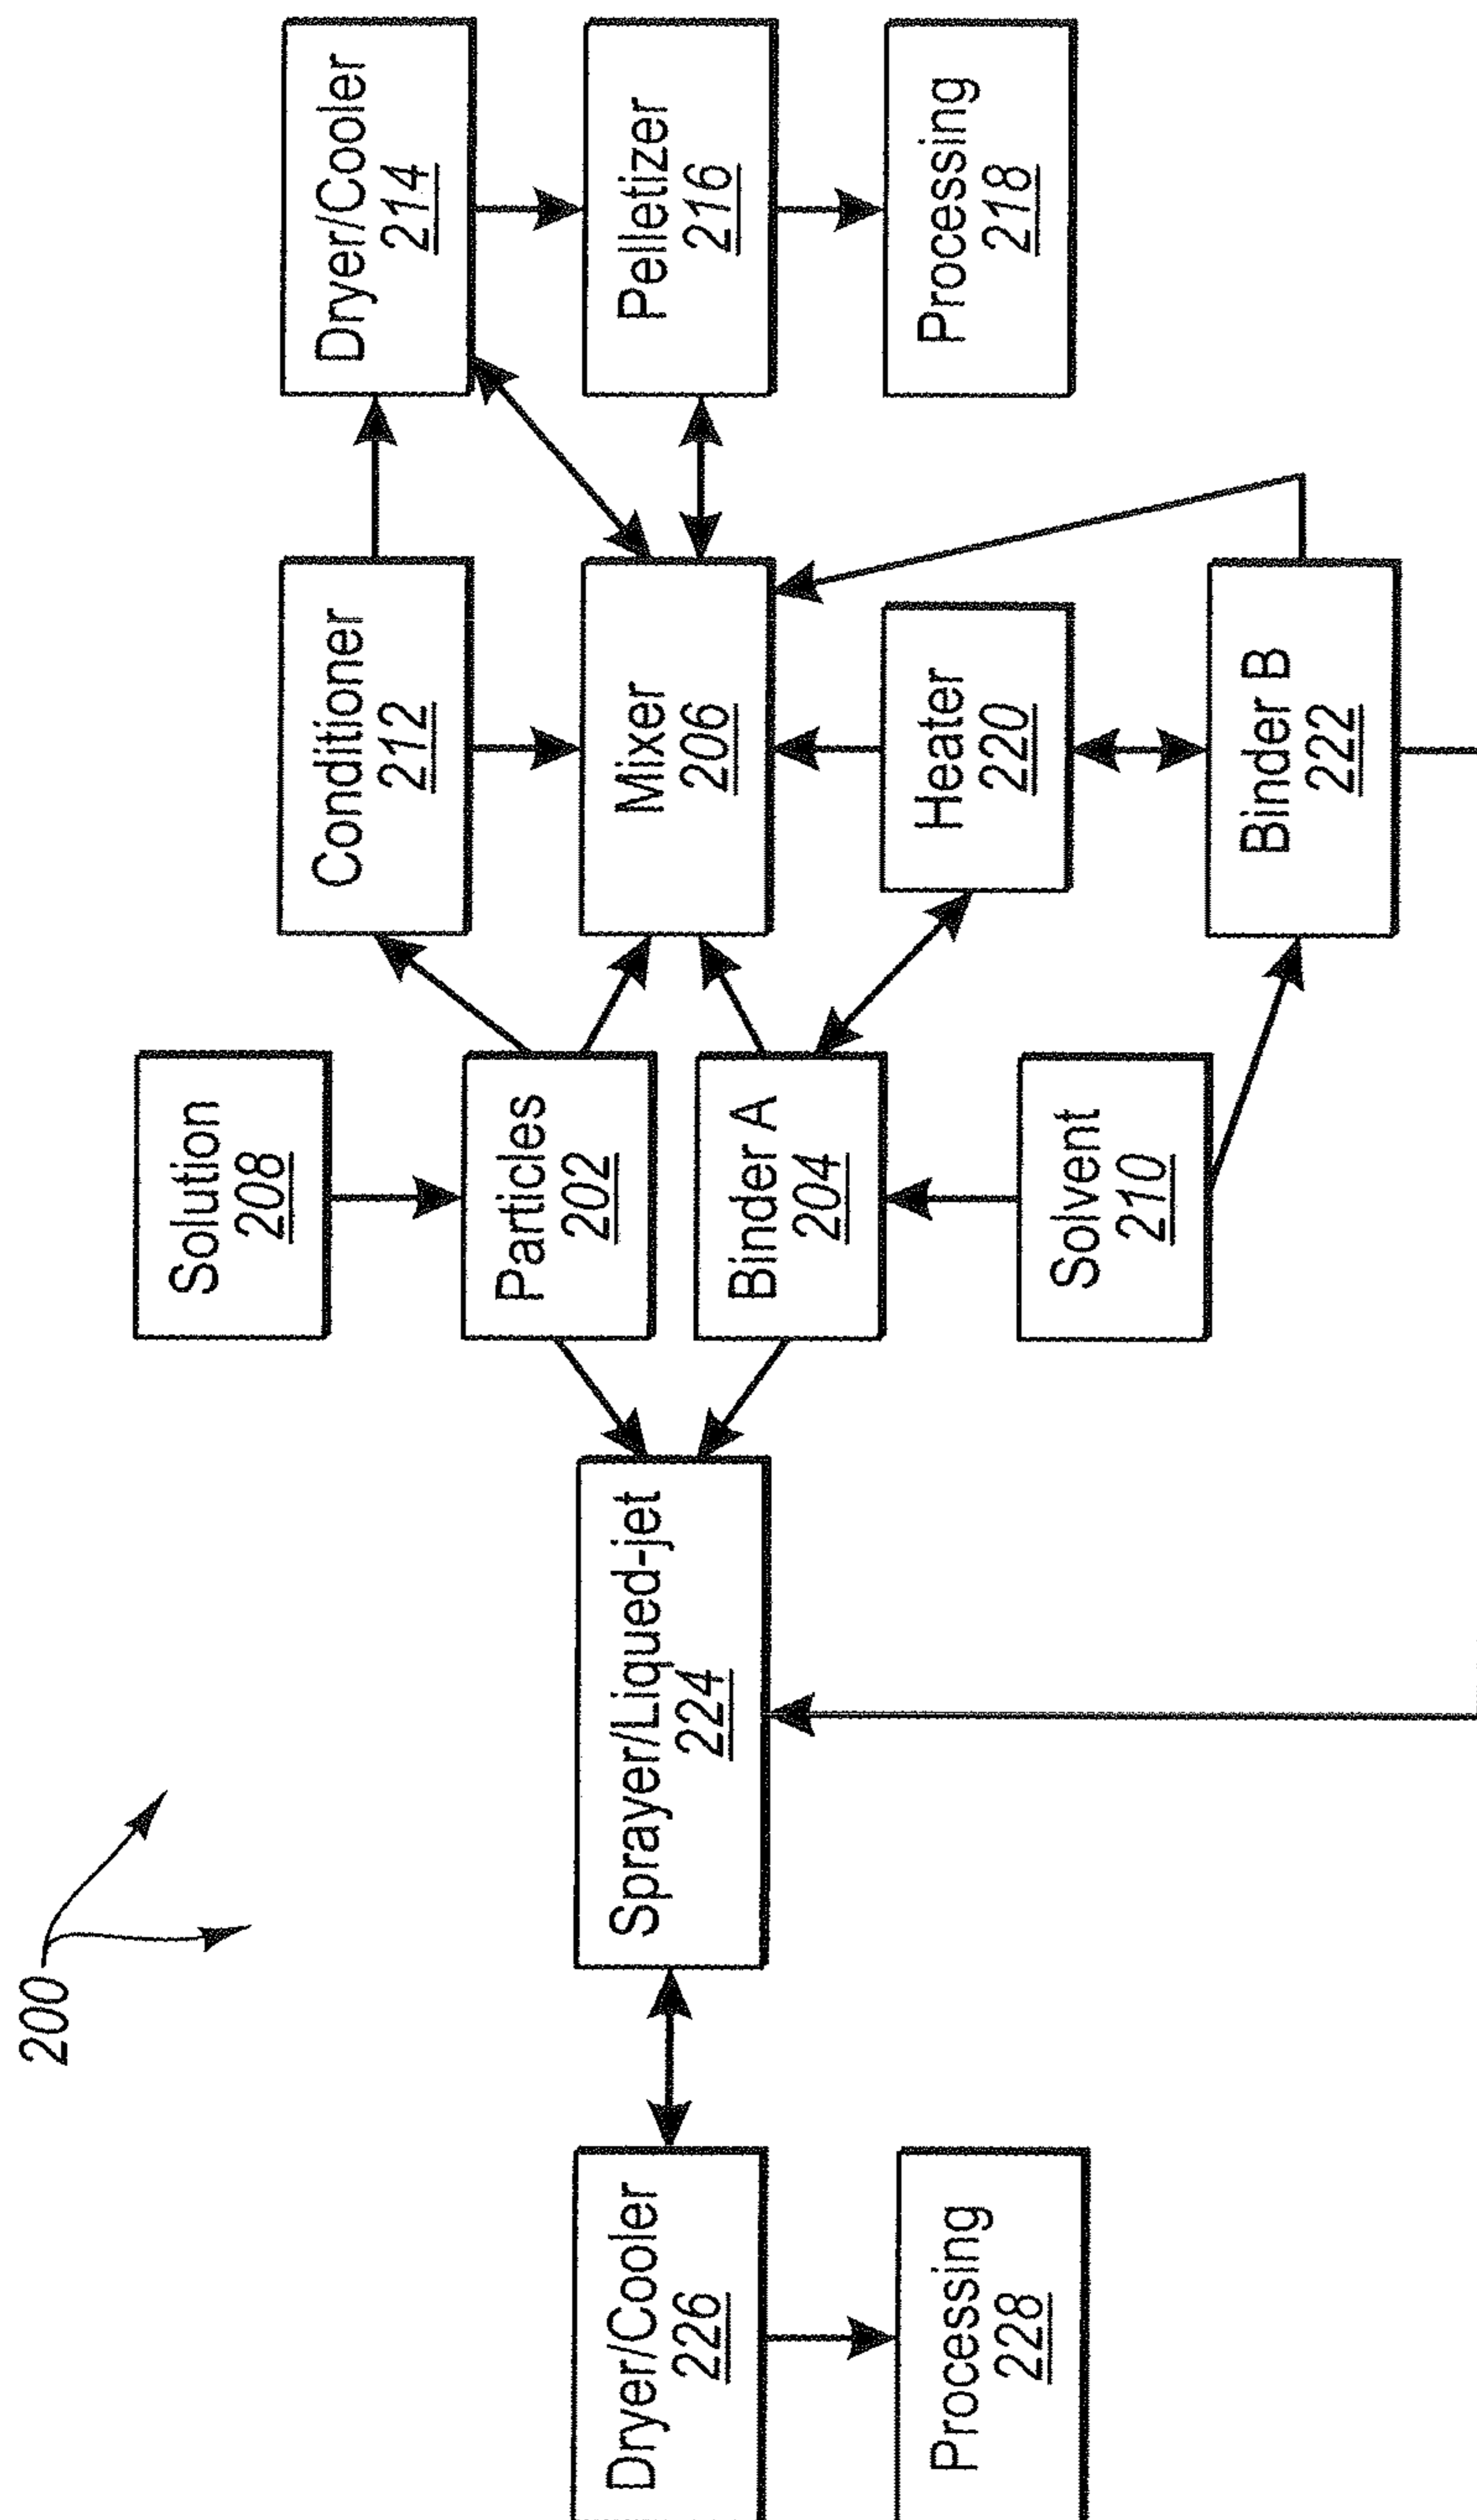 200
Dryer/Cooler
226
Processing
228
Sprayer/Liqued-jet
224
Solution
208
Particles
202
Binder A
204
Solvent
210
Conditioner
212
Mixer
206
Heater
220
Binder B
222
Dryer/Cooler
214
Pelletizer
216
Processing
218